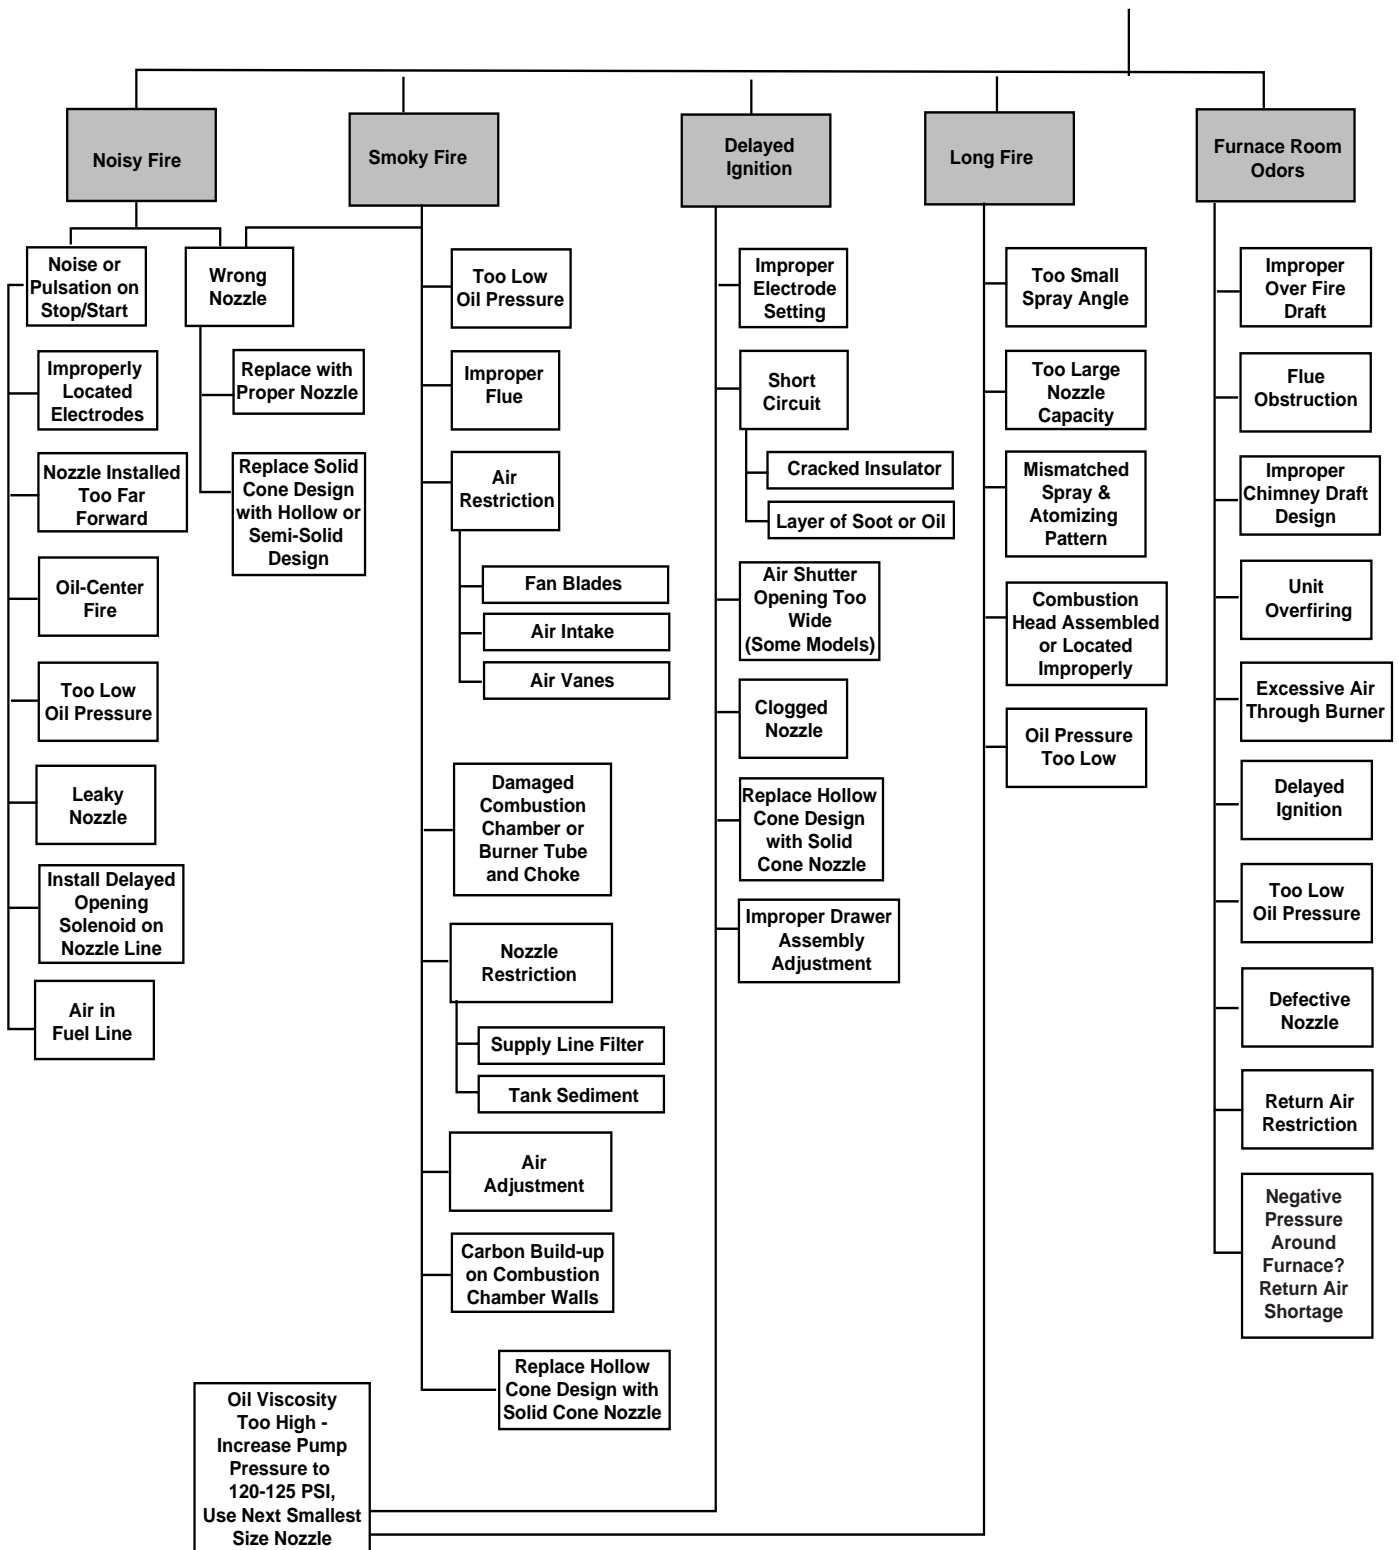 Noisy Fire
Smoky Fire
Delayed
Ignition
Long Fire
Furnace Room
Odors
Noise or
Pulsation on
Stop/Start
Improperly
Located
Electrodes
Nozzle Installed
Too Far
Forward
Oil-Center
Fire
Too Low
Oil Pressure
Leaky
Nozzle
Install Delayed
Opening
Solenoid on
Nozzle Line
Air in
Fuel Line
Wrong
Nozzle
Replace with
Proper Nozzle
Replace Solid
Cone Design
with Hollow or
Semi-Solid
Design
Too Low
Oil Pressure
Improper
Flue
Air
Restriction
Fan Blades
Air Intake
Air Vanes
Damaged
Combustion
Chamber or
Burner Tube
and Choke
Nozzle
Restriction
Supply Line Filter
Tank Sediment
Air
Adjustment
Carbon Build-up
on Combustion
Chamber Walls
Replace Hollow
Cone Design with
Solid Cone Nozzle
Improper
Electrode
Setting
Short
Circuit
Cracked Insulator
Layer of Soot or Oil
Air Shutter
Opening Too
Wide
(Some Models)
Clogged
Nozzle
Replace Hollow
Cone Design
with Solid
Cone Nozzle
Improper Drawer
Assembly
Adjustment
Too Small
Spray Angle
Too Large
Nozzle
Capacity
Mismatched
Spray &
Atomizing
Pattern
Combustion
Head Assembled
or Located
Improperly
Oil Pressure
Too Low
Oil Viscosity
Too High -
Increase Pump
Pressure to
120-125 PSI,
Use Next Smallest
Size Nozzle
Improper
Over Fire
Draft
Flue
Obstruction
Improper
Chimney Draft
Design
Unit
Overfiring
Excessive Air
Through Burner
Delayed
Ignition
Too Low
Oil Pressure
Defective
Nozzle
Return Air
Restriction
Negative
Pressure
Around
Furnace?
Return Air
Shortage